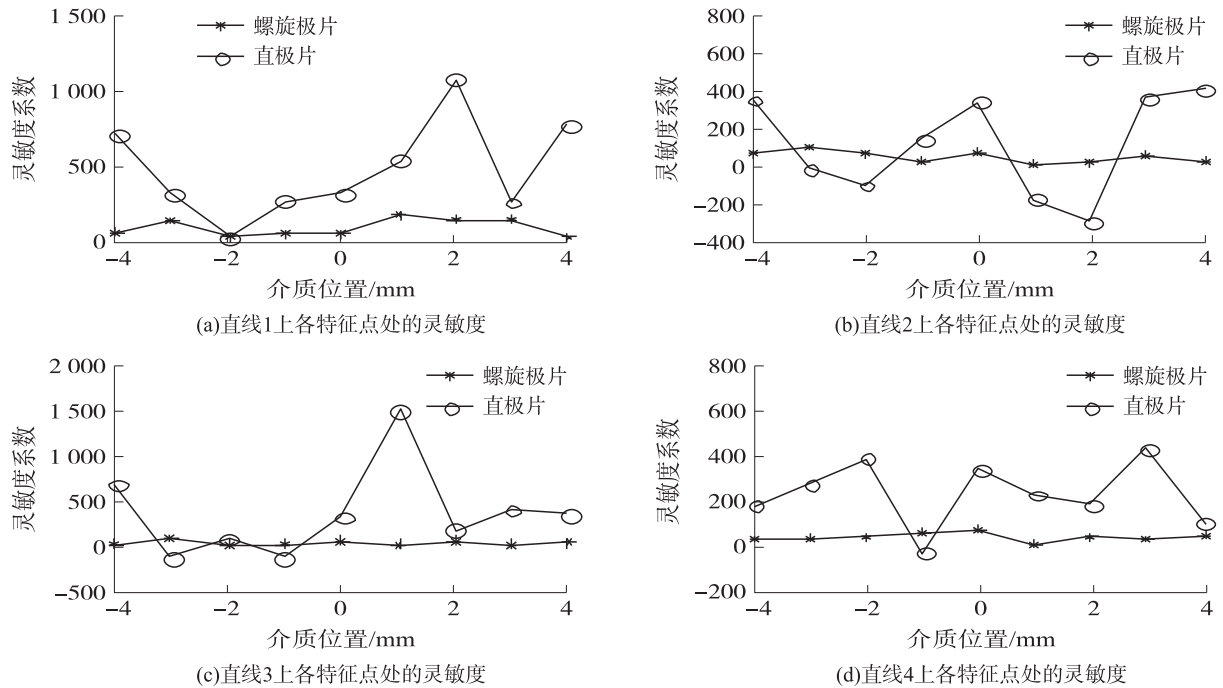 1 500
1 000
500
0
灵敏度系数
螺旋极片
直极片
−4
−2
0
2
4
介质位置/mm
(a)直线1上各特征点处的灵敏度
800
600
400
200
0
−200
−400
灵敏度系数
螺旋极片
直极片
−4
−2
0
2
4
介质位置/mm
(b)直线2上各特征点处的灵敏度
2 000
1 500
1 000
500
0
−500
灵敏度系数
螺旋极片
直极片
−4
−2
0
2
4
介质位置/mm
(c)直线3上各特征点处的灵敏度
800
600
400
200
0
−200
灵敏度系数
螺旋极片
直极片
−4
−2
0
2
4
介质位置/mm
(d)直线4上各特征点处的灵敏度